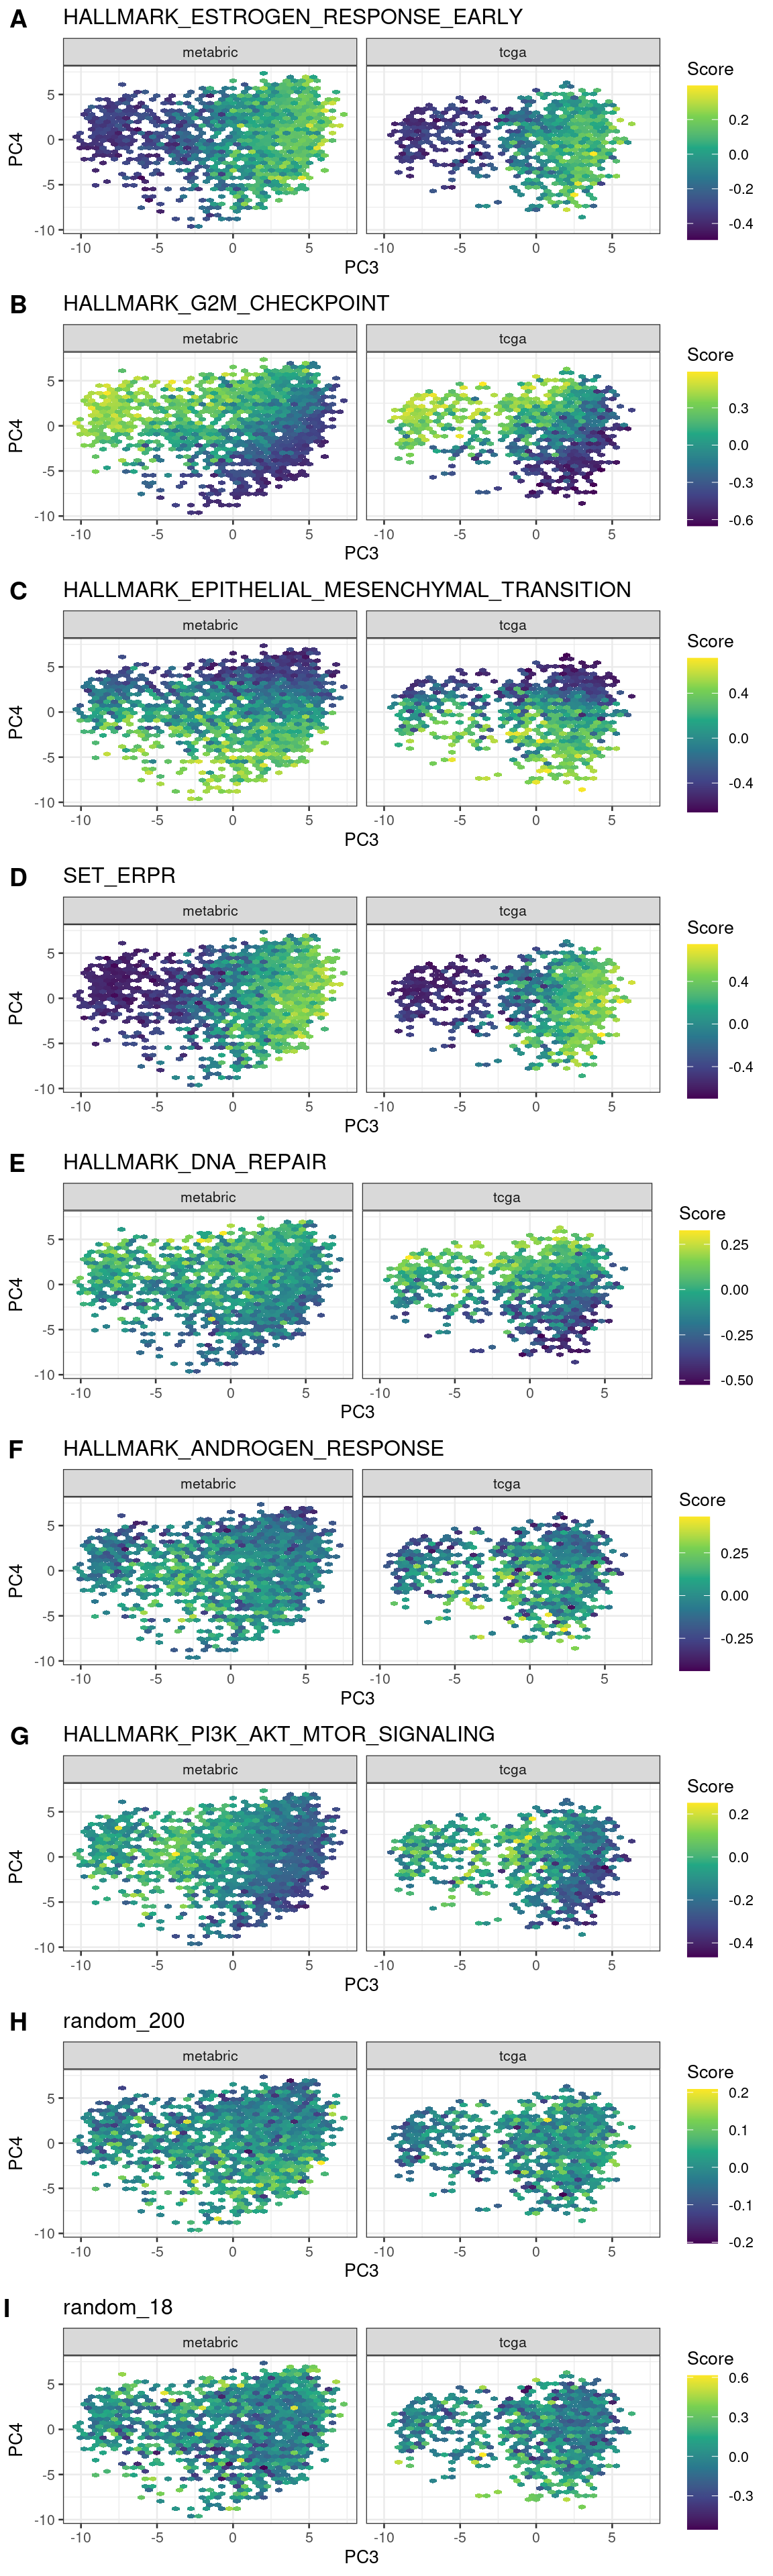 A HALLMARK_ESTROGEN_RESPONSE_EARLY
metabric tcga
Score
0.2
0.0
-0.2
-0.4
PC4
5
0
-5
-10
-10 -5 0 5 -10 -5 0 5
PC3
B HALLMARK_G2M_CHECKPOINT
metabric tcga
Score
0.3
0.0
-0.3
-0.6
PC4
5
0
-5
-10
-10 -5 0 5 -10 -5 0 5
PC3
C HALLMARK_EPITHELIAL_MESENCHYMAL_TRANSITION
metabric tcga
Score
0.4
0.0
-0.4
PC4
5
0
-5
-10
-10 -5 0 5 -10 -5 0 5
PC3
D SET_ERPR
metabric tcga
Score
0.4
0.0
-0.4
PC4
5
0
-5
-10
-10 -5 0 5 -10 -5 0 5
PC3
E HALLMARK_DNA_REPAIR
metabric tcga
Score
0.25
0.00
-0.25
-0.50
PC4
5
0
-5
-10
-10 -5 0 5 -10 -5 0 5
PC3
F HALLMARK_ANDROGEN_RESPONSE
metabric tcga
Score
0.25
0.00
-0.25
PC4
5
0
-5
-10
-10 -5 0 5 -10 -5 0 5
PC3
G HALLMARK_PI3K_AKT_MTOR_SIGNALING
metabric tcga
Score
0.2
0.0
-0.2
-0.4
PC4
5
0
-5
-10
-10 -5 0 5 -10 -5 0 5
PC3
H random_200
metabric tcga
Score
0.2
0.1
0.0
-0.1
-0.2
PC4
5
0
-5
-10
-10 -5 0 5 -10 -5 0 5
PC3
I random_18
metabric tcga
Score
0.6
0.3
0.0
-0.3
PC4
5
0
-5
-10
-10 -5 0 5 -10 -5 0 5
PC3